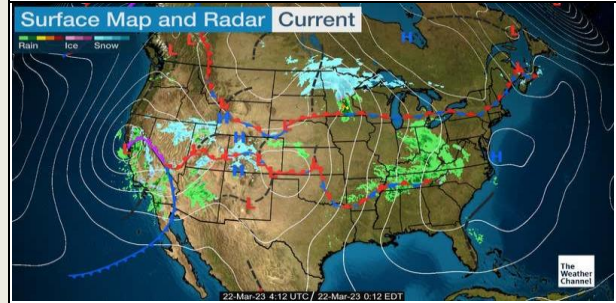 Surface Map and Radar Current
Rain Ice Snow
L
L
H
L
L
H
H
H
L
L
L
H
L
L
H
L
The
Weather
Channel
22-Mar-23 4:12 UTC / 22-Mar-23 0:12 EDT